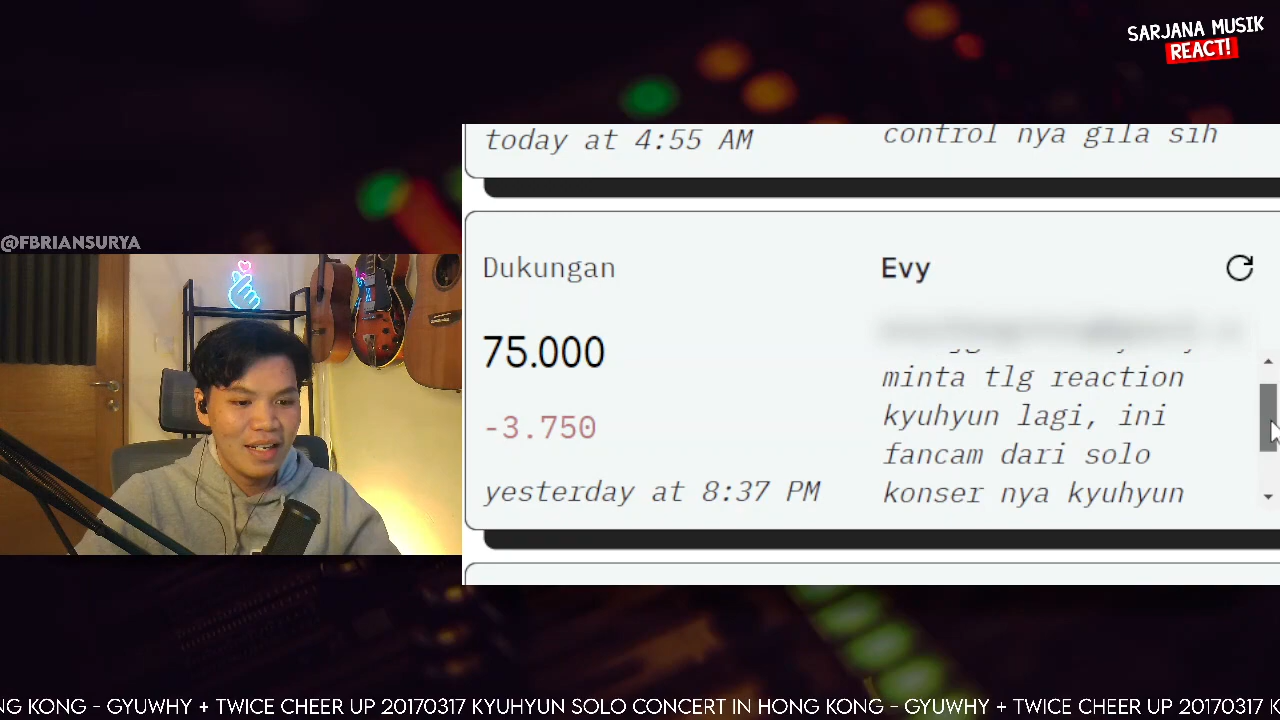 SARJANA MUSIK
REACT!
today at 4:55 AM
control nya gila sih
@FBRIANSURYA
Dukungan
Evy
75.000
-3.750
yesterday at 8:37 PM
minta tlg reaction
kyuhyun lagi, ini
fancam dari solo
konser nya kyuhyun
NG KONG - GYUWHY + TWICE CHEER UP 20170317 KYUHYUN SOLO CONCERT IN HONG KONG - GYUWHY + TWICE CHEER UP 20170317 K